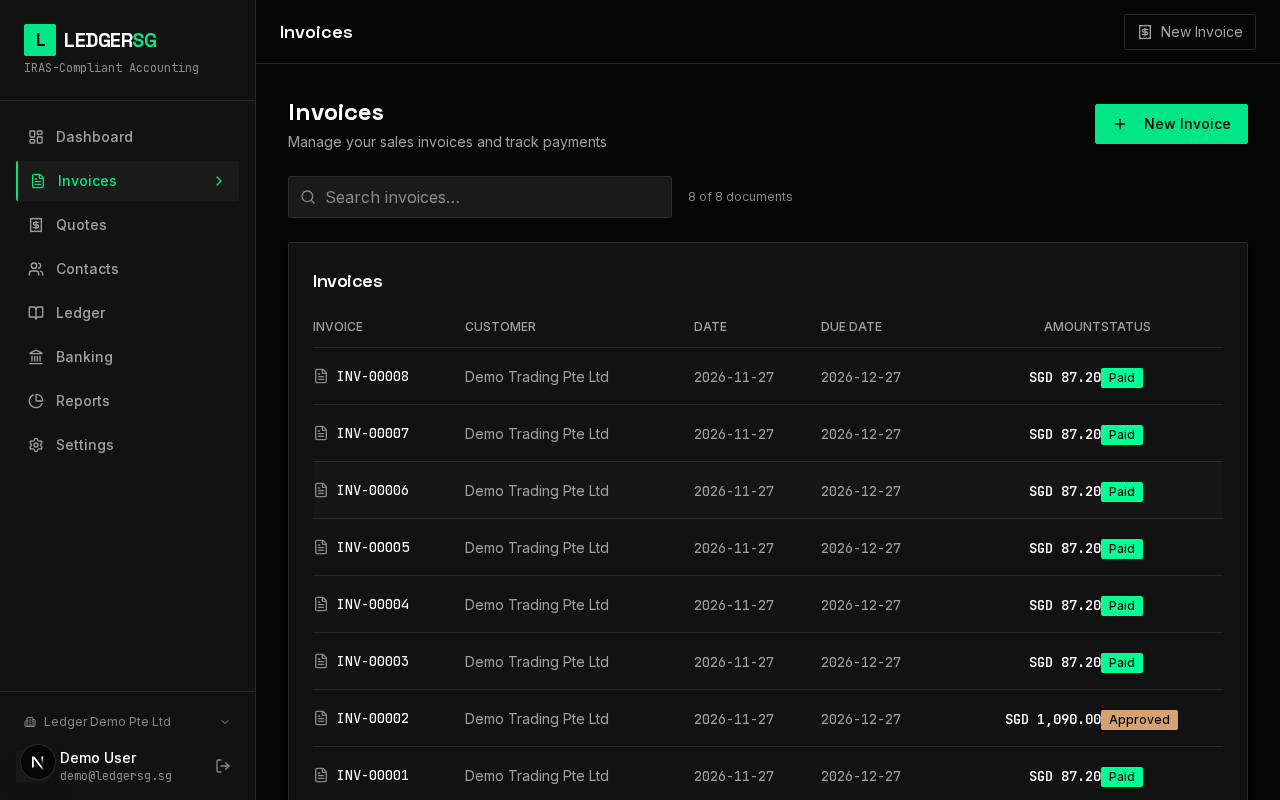 L LEDGERSG
IRAS-Compliant Accounting
Dashboard
Invoices
Quotes
Contacts
Ledger
Banking
Reports
Settings
Ledger Demo Pte Ltd
N Demo User
demo@ledgersg.sg
Invoices
New Invoice
Invoices
Manage your sales invoices and track payments
New Invoice
Search invoices...
8 of 8 documents
Invoices
INVOICE CUSTOMER DATE DUE DATE AMOUNT STATUS
INV-00008 Demo Trading Pte Ltd 2026-11-27 2026-12-27 SGD 87.20 Paid
INV-00007 Demo Trading Pte Ltd 2026-11-27 2026-12-27 SGD 87.20 Paid
INV-00006 Demo Trading Pte Ltd 2026-11-27 2026-12-27 SGD 87.20 Paid
INV-00005 Demo Trading Pte Ltd 2026-11-27 2026-12-27 SGD 87.20 Paid
INV-00004 Demo Trading Pte Ltd 2026-11-27 2026-12-27 SGD 87.20 Paid
INV-00003 Demo Trading Pte Ltd 2026-11-27 2026-12-27 SGD 87.20 Paid
INV-00002 Demo Trading Pte Ltd 2026-11-27 2026-12-27 SGD 1,090.00 Approved
INV-00001 Demo Trading Pte Ltd 2026-11-27 2026-12-27 SGD 87.20 Paid